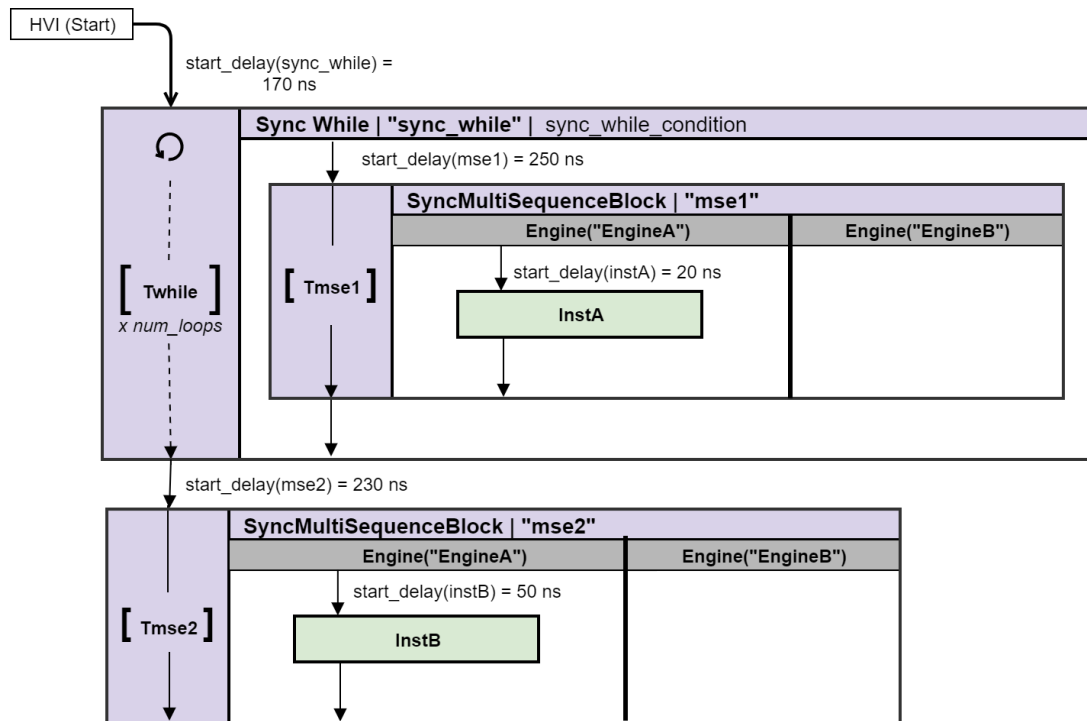 HVI (Start)
start_delay(sync_while) =
170 ns
Sync While | "sync_while" | sync_while_condition
start_delay(mse1) = 250 ns
SyncMultiSequenceBlock | "mse1"
Engine("EngineA")
Engine("EngineB")
start_delay(instA) = 20 ns
[ Twhile ]
x num_loops
[ Tmse1 ]
InstA
start_delay(mse2) = 230 ns
SyncMultiSequenceBlock | "mse2"
Engine("EngineA")
Engine("EngineB")
start_delay(instB) = 50 ns
[ Tmse2 ]
InstB